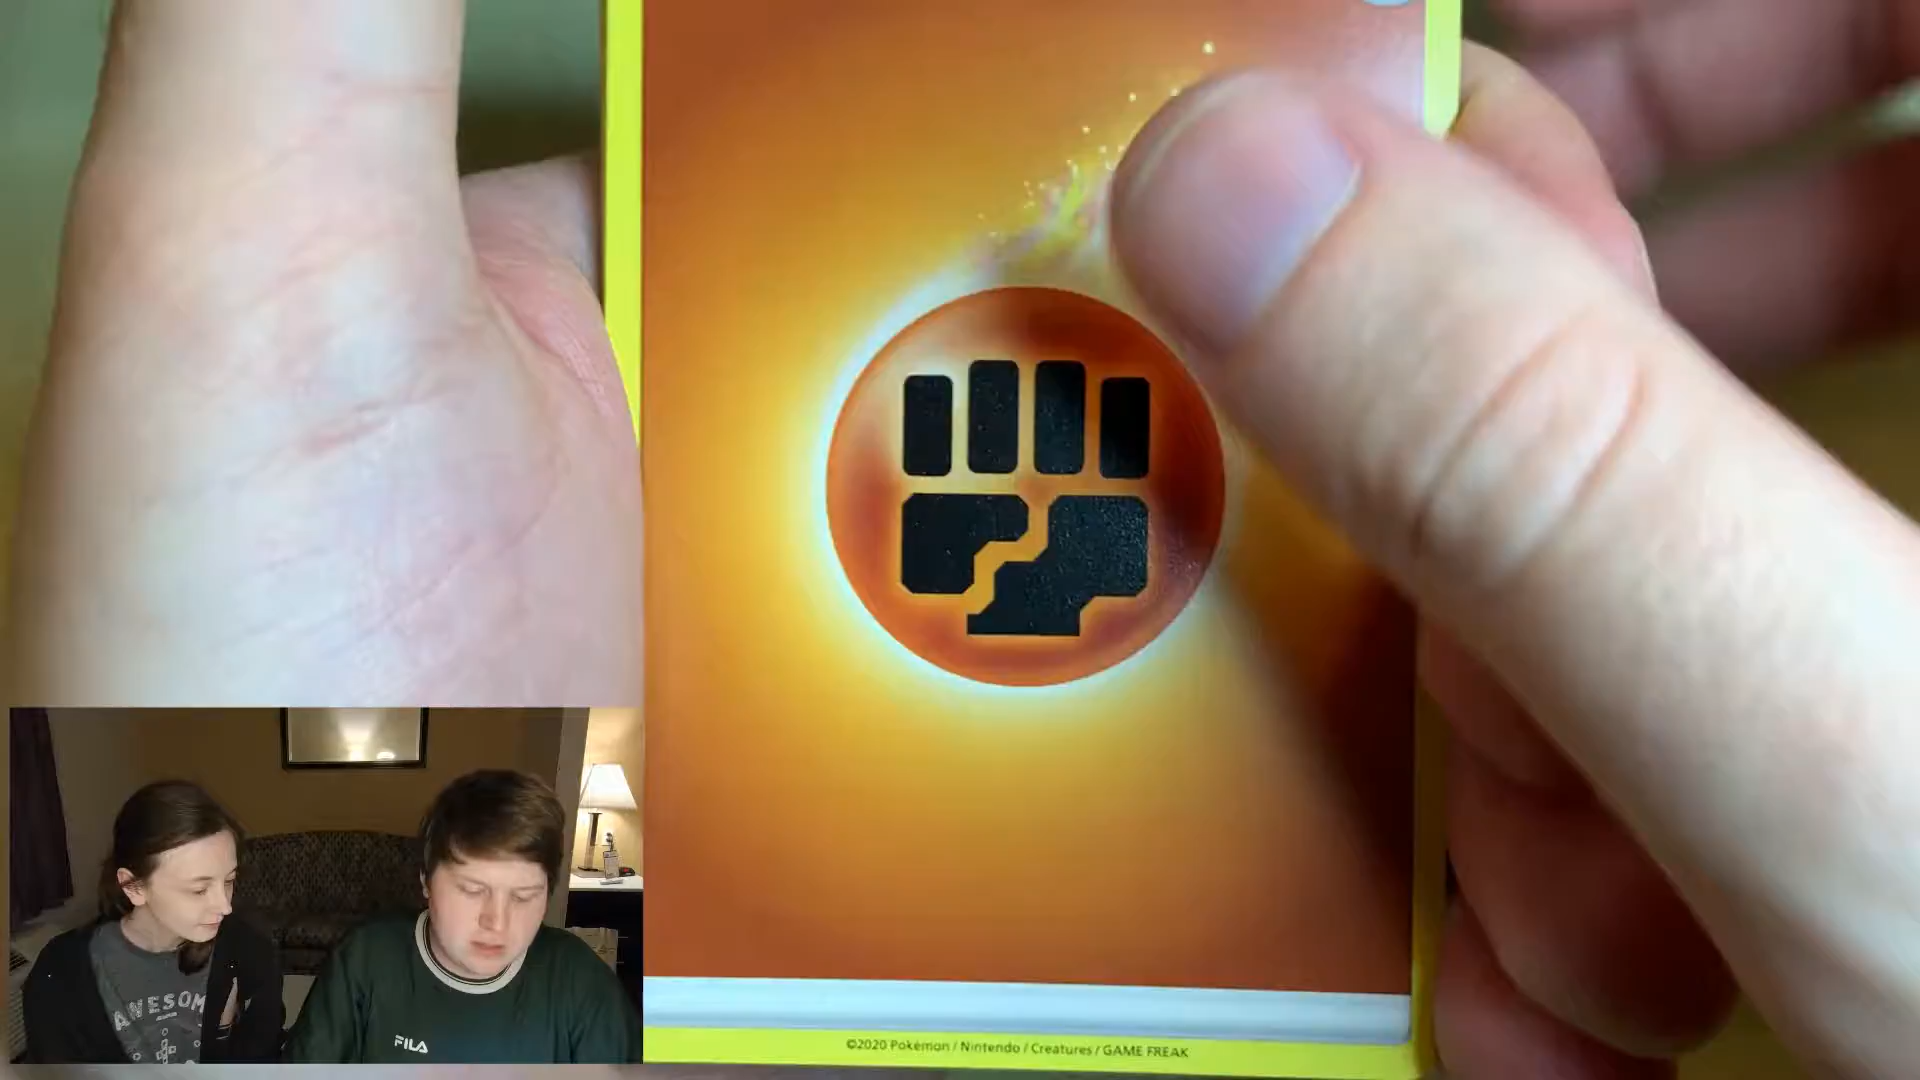 ©2020 Pokémon / Nintendo / Creatures / GAME FREAK
AWESOM
FILA